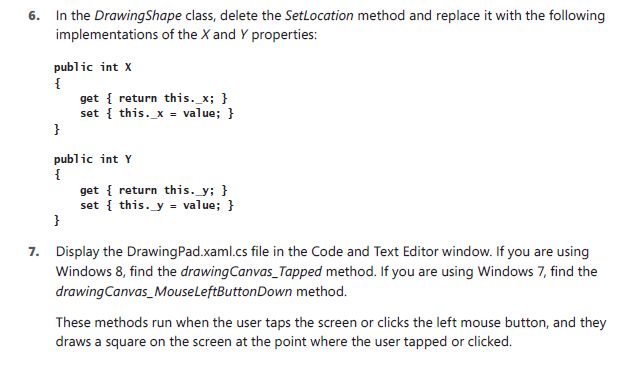 6. In the DrawingShape class, delete the SetLocation method and replace it with the following
implementations of the X and Y properties:
public int X
{
get { return this._x; }
set { this._x = value; }
}
public int Y
{
get { return this._y; }
set { this._y = value; }
}
7. Display the DrawingPad.xaml.cs file in the Code and Text Editor window. If you are using
Windows 8, find the drawingCanvas_Tapped method. If you are using Windows 7, find the
drawingCanvas_MouseLeftButtonDown method.
These methods run when the user taps the screen or clicks the left mouse button, and they
draws a square on the screen at the point where the user tapped or clicked.